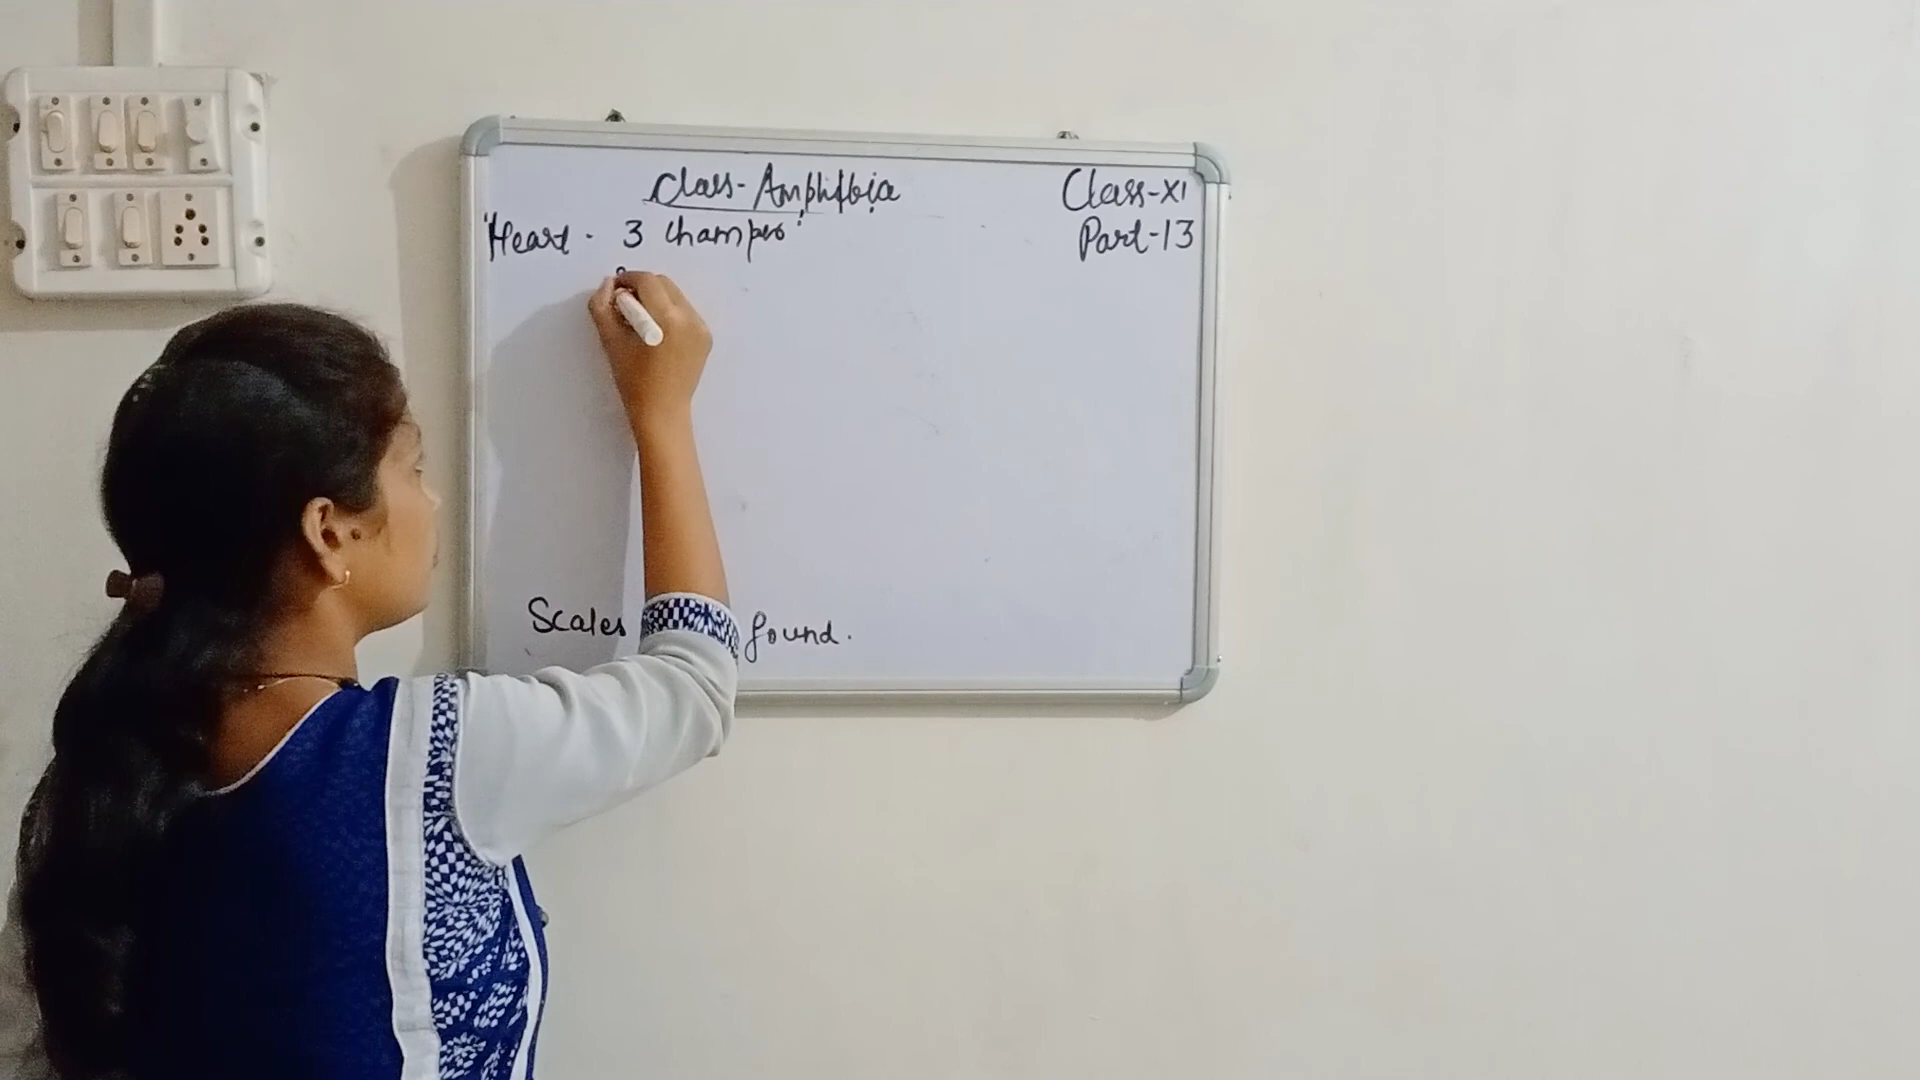 Class-Amphibia
Class-XI
Heart - 3 champers
Part-13
Scales found.